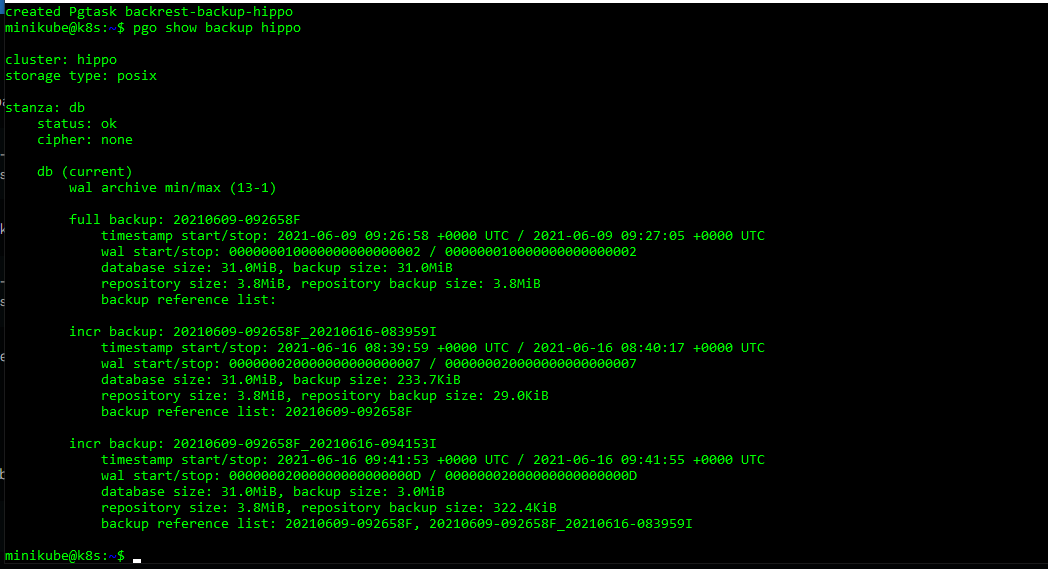 created Pgtask backrest-backup-hippo
minikube@k8s:~$ pgo show backup hippo
cluster: hippo
storage type: posix
stanza: db
status: ok
cipher: none
db (current)
wal archive min/max (13-1)
full backup: 20210609-092658F
timestamp start/stop: 2021-06-09 09:26:58 +0000 UTC / 2021-06-09 09:27:05 +0000 UTC
wal start/stop: 000000010000000000000002 / 000000010000000000000002
database size: 31.0MiB, backup size: 31.0MiB
repository size: 3.8MiB, repository backup size: 3.8MiB
backup reference list:
incr backup: 20210609-092658F_20210616-083959I
timestamp start/stop: 2021-06-16 08:39:59 +0000 UTC / 2021-06-16 08:40:17 +0000 UTC
wal start/stop: 000000020000000000000007 / 000000020000000000000007
database size: 31.0MiB, backup size: 233.7KiB
repository size: 3.8MiB, repository backup size: 29.0KiB
backup reference list: 20210609-092658F
incr backup: 20210609-092658F_20210616-094153I
timestamp start/stop: 2021-06-16 09:41:53 +0000 UTC / 2021-06-16 09:41:55 +0000 UTC
wal start/stop: 00000002000000000000000D / 00000002000000000000000D
database size: 31.0MiB, backup size: 3.0MiB
repository size: 3.8MiB, repository backup size: 322.4KiB
backup reference list: 20210609-092658F, 20210609-092658F_20210616-083959I
minikube@k8s:~$